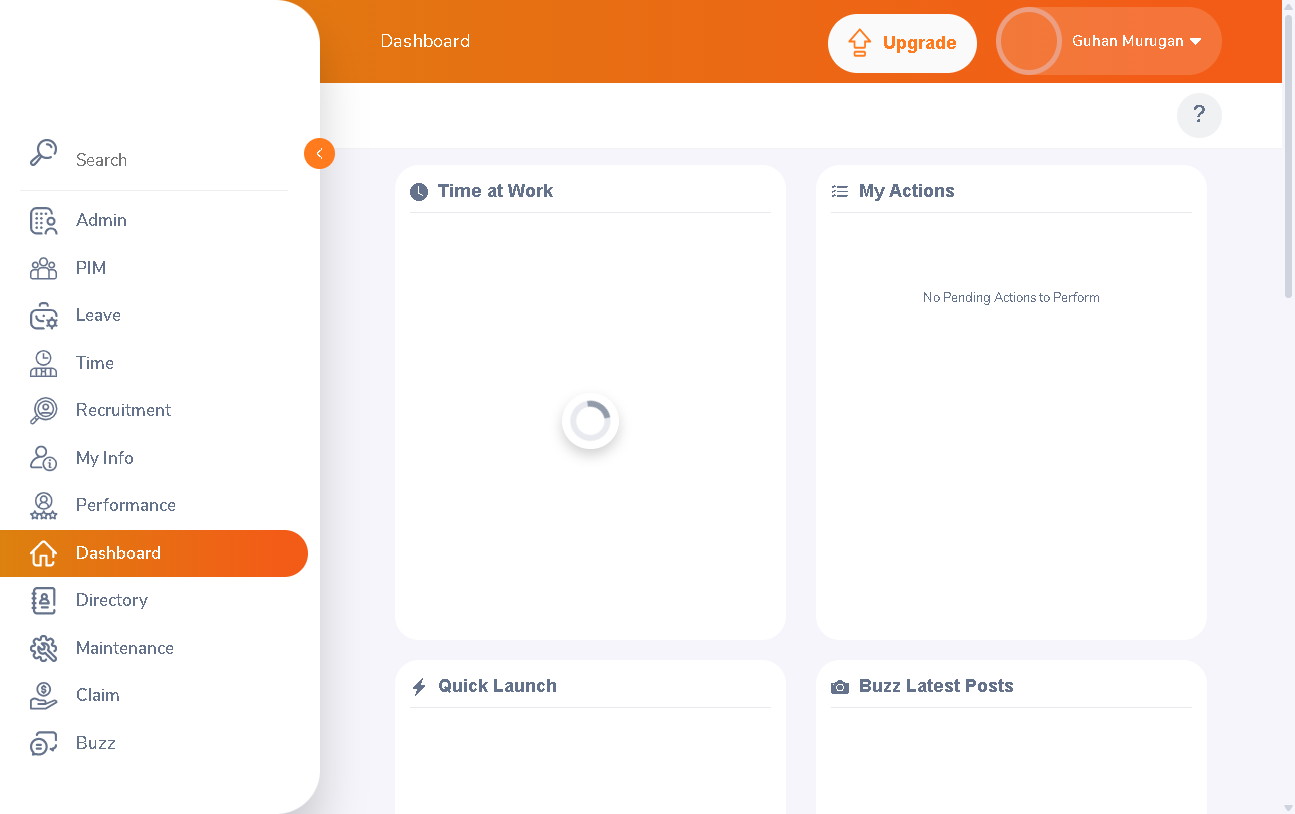 Dashboard
Upgrade
Guhan Murugan
?
Search
Admin
PIM
Leave
Time
Recruitment
My Info
Performance
Dashboard
Directory
Maintenance
Claim
Buzz
Time at Work
My Actions
No Pending Actions to Perform
Quick Launch
Buzz Latest Posts